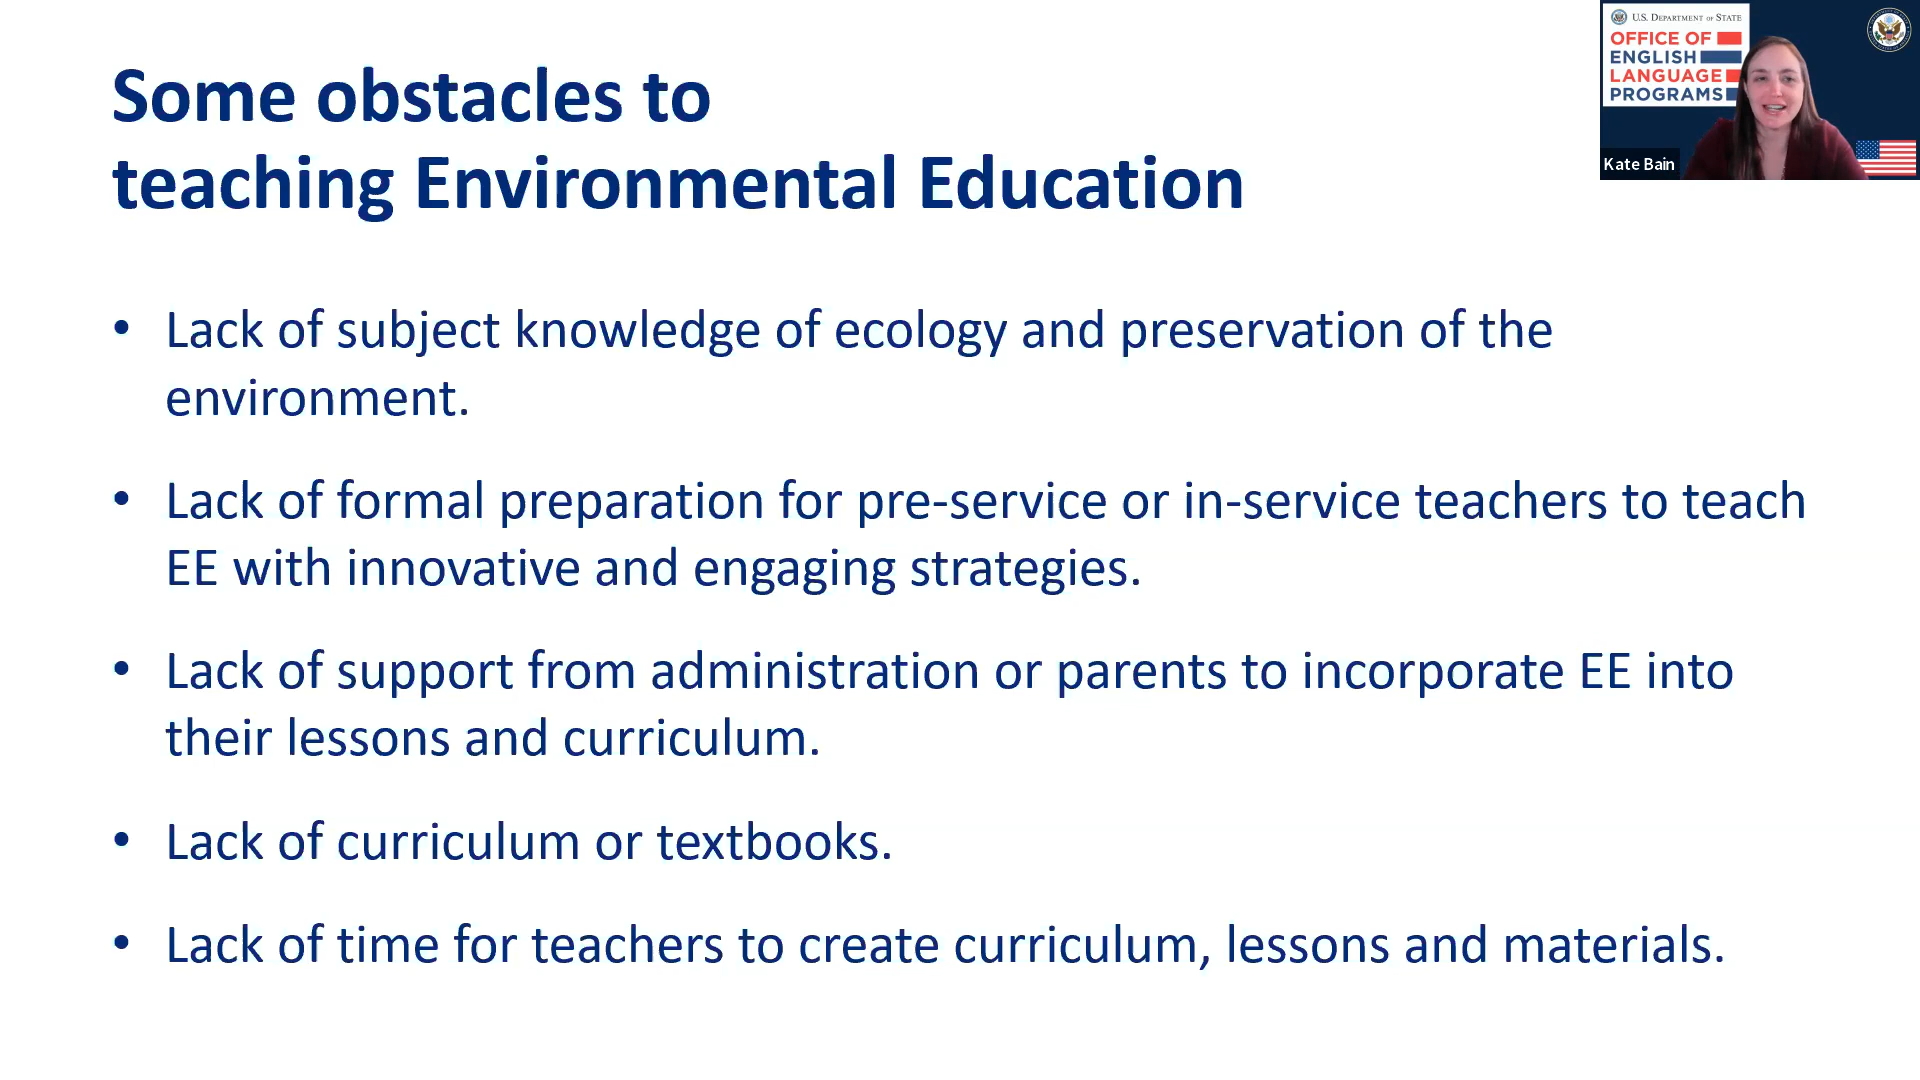 Some obstacles to
teaching Environmental Education
• Lack of subject knowledge of ecology and preservation of the
environment.
• Lack of formal preparation for pre-service or in-service teachers to teach
EE with innovative and engaging strategies.
• Lack of support from administration or parents to incorporate EE into
their lessons and curriculum.
• Lack of curriculum or textbooks.
• Lack of time for teachers to create curriculum, lessons and materials.
U.S. DEPARTMENT OF STATE
OFFICE OF
ENGLISH
LANGUAGE
PROGRAMS
Kate Bain